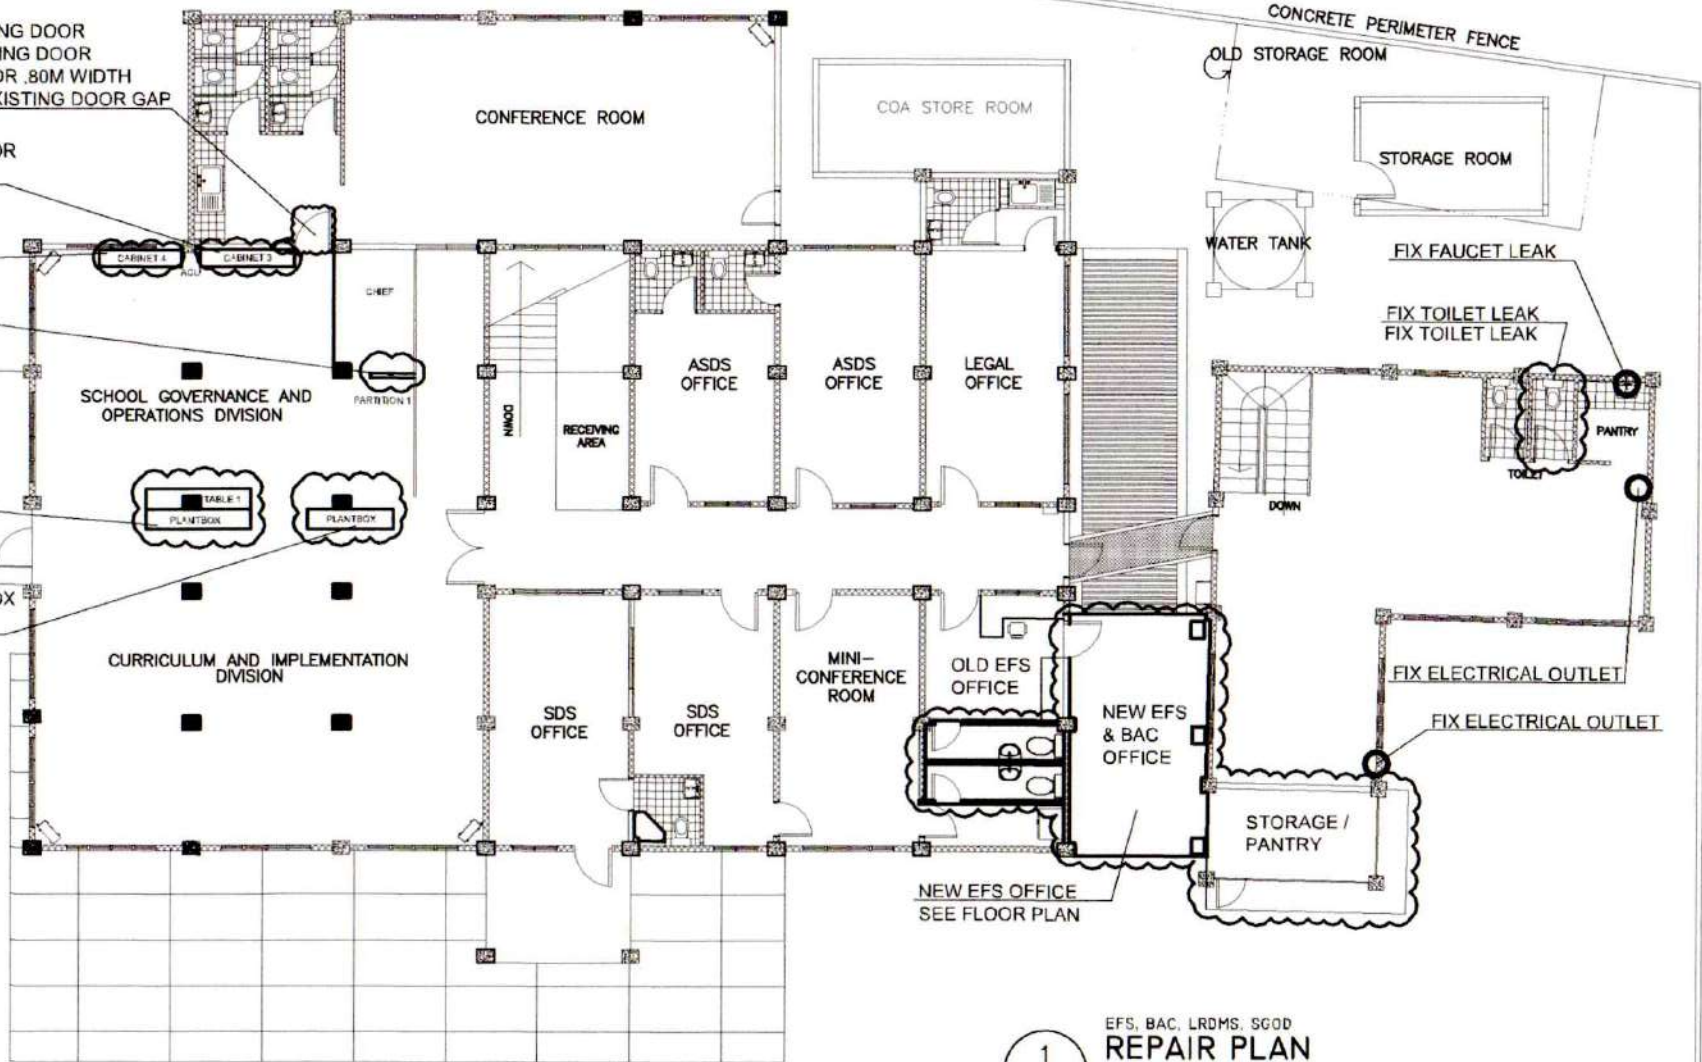 NG DOOR
ING DOOR
OR .80M WIDTH
XISTING DOOR GAP
OR
OX
CONCRETE PERIMETER FENCE
OLD STORAGE ROOM
CONFERENCE ROOM
COA STORE ROOM
STORAGE ROOM
WATER TANK
FIX FAUCET LEAK
CABINET 4
CABINET 3
ACU
CHIEF
FIX TOILET LEAK
FIX TOILET LEAK
SCHOOL GOVERNANCE AND
OPERATIONS DIVISION
PARTITION 1
DOWN
RECEIVING
AREA
ASDS
OFFICE
ASDS
OFFICE
LEGAL
OFFICE
PANTRY
TOILET
DOWN
TABLE 1
PLANTBOX
PLANTBOX
CURRICULUM AND IMPLEMENTATION
DIVISION
SDS
OFFICE
SDS
OFFICE
MINI-
CONFERENCE
ROOM
OLD EFS
OFFICE
NEW EFS
& BAC
OFFICE
FIX ELECTRICAL OUTLET
FIX ELECTRICAL OUTLET
STORAGE /
PANTRY
NEW EFS OFFICE
SEE FLOOR PLAN
1
EFS, BAC, LRDMS, SGOD
REPAIR PLAN